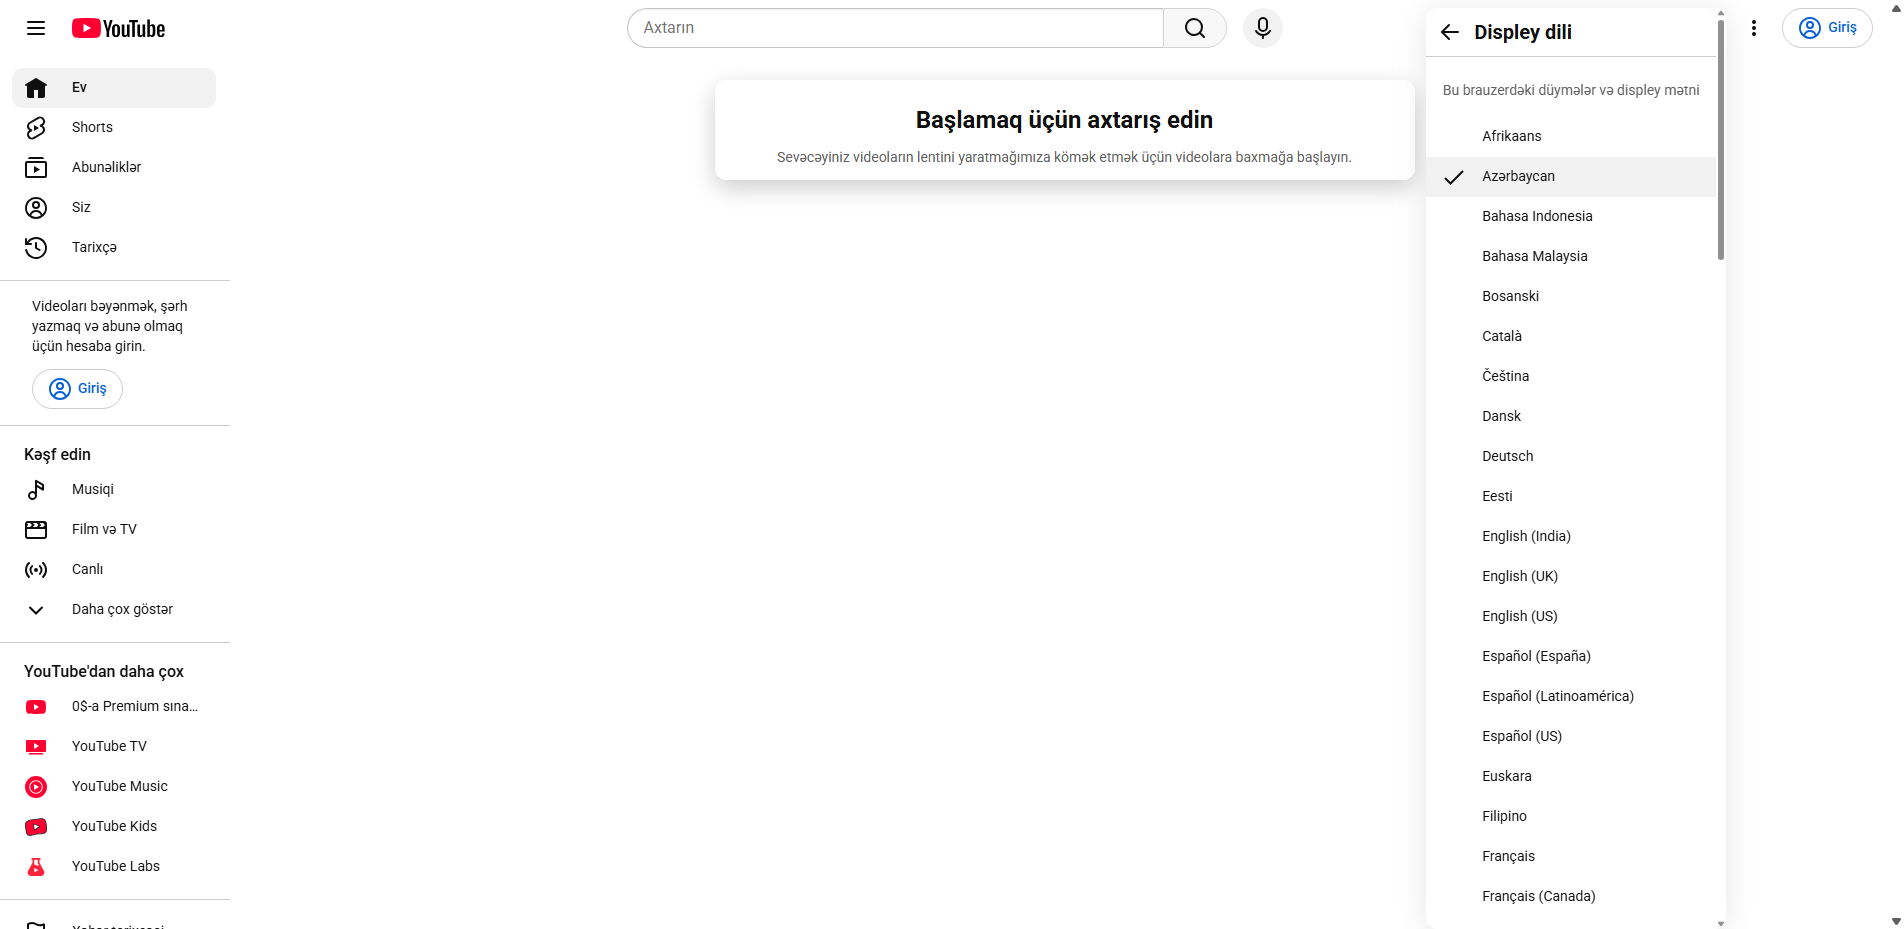 YouTube
Axtarın
Giriş
Ev
Shorts
Abunəliklər
Siz
Tarixçə
Videoları bəyənmək, şərh
yazmaq və abunə olmaq
üçün hesaba girin.
Giriş
Kəşf edin
Musiqi
Film və TV
Canlı
Daha çox göstər
YouTube'dan daha çox
0$-a Premium sına...
YouTube TV
YouTube Music
YouTube Kids
YouTube Labs
Başlamaq üçün axtarış edin
Sevəcəyiniz videoların lentini yaratmağımıza kömək etmək üçün videolara baxmağa başlayın.
Displey dili
Bu brauzerdəki düymələr və displey mətni
Afrikaans
Azərbaycan
Bahasa Indonesia
Bahasa Malaysia
Bosanski
Català
Čeština
Dansk
Deutsch
Eesti
English (India)
English (UK)
English (US)
Español (España)
Español (Latinoamérica)
Español (US)
Euskara
Filipino
Français
Français (Canada)